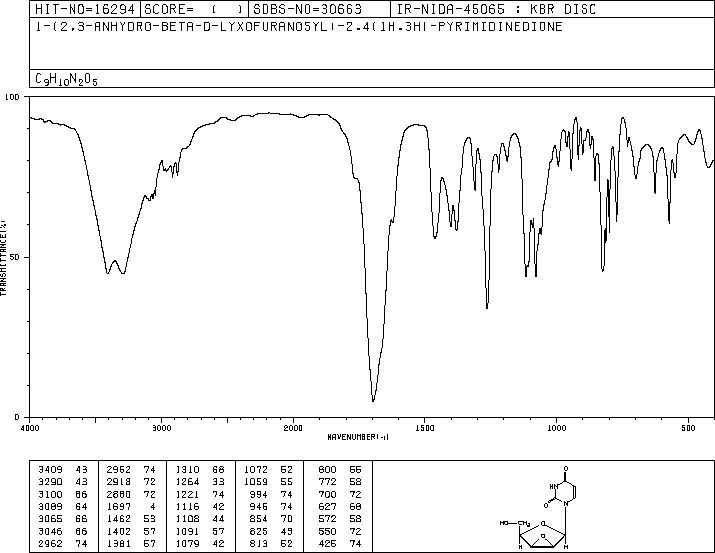 HIT-NO=16294 SCORE= ( ) SDBS-NO=30663 IR-NIDA-45065 : KBR DISC
1-(2,3-ANHYDRO-BETA-D-LYXOFURANOSYL)-2,4(1H,3H)-PYRIMIDINEDIONE
C9H10N2O5
100
50
0
TRANSMITTANCE(%)
4000 3000 2000 1500 1000 500
WAVENUMBER(-1)
3409 43 2952 74 1310 68 1072 52 800 55
3290 43 2918 72 1264 33 1059 55 772 58
3100 66 2880 72 1221 74 994 74 700 72
3089 64 1697 4 1116 42 945 74 627 68
3065 66 1462 53 1108 44 854 70 572 58
3046 66 1402 57 1091 57 825 43 550 72
2962 74 1381 57 1079 42 813 52 425 74
O
HN
O
N
HO
CH2
O
O
H
H